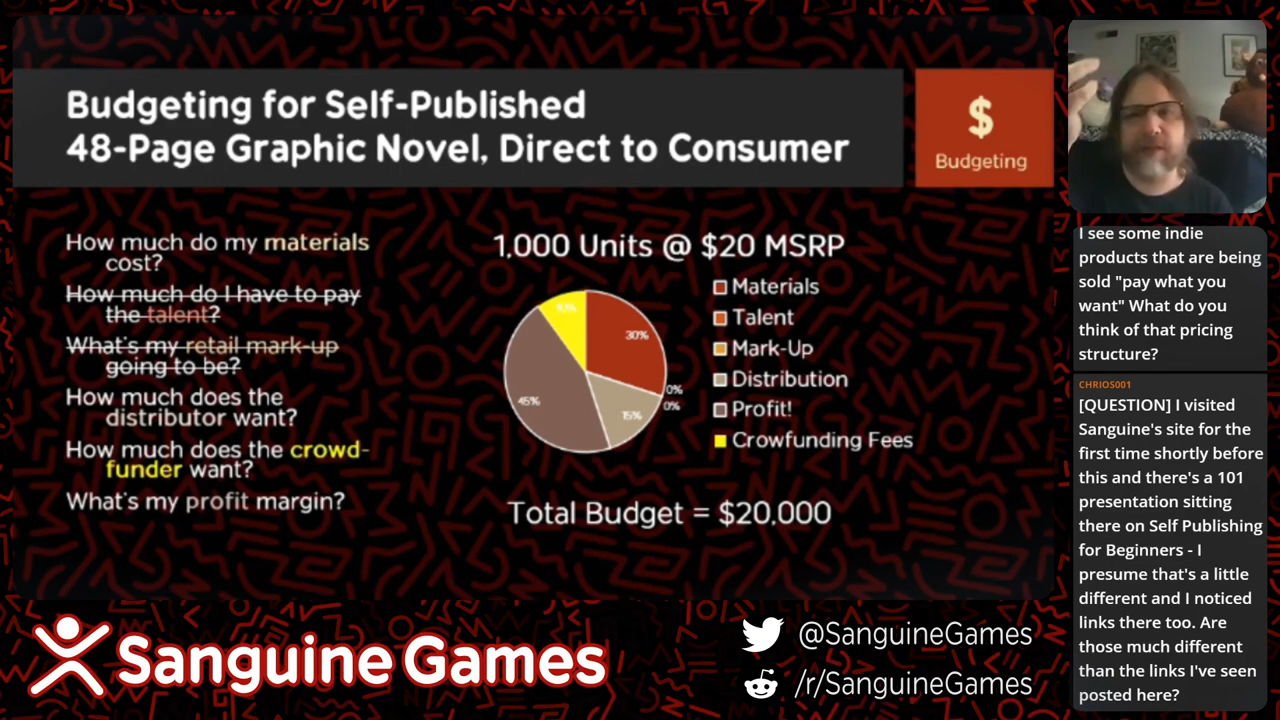 Budgeting for Self-Published
48-Page Graphic Novel, Direct to Consumer
$
Budgeting
How much do my materials
cost?
How much do I have to pay
the talent?
What's my retail mark-up
going to be?
How much does the
distributor want?
How much does the crowd-
funder want?
What's my profit margin?
1,000 Units @ $20 MSRP
30%
0%
0%
15%
45%
Materials
Talent
Mark-Up
Distribution
Profit!
Crowfunding Fees
Total Budget = $20,000
I see some indie
products that are being
sold "pay what you
want" What do you
think of that pricing
structure?
CHRIOS001
[QUESTION] I visited
Sanguine's site for the
first time shortly before
this and there's a 101
presentation sitting
there on Self Publishing
for Beginners - I
presume that's a little
different and I noticed
links there too. Are
those much different
than the links I've seen
posted here?
Sanguine Games
@SanguineGames
/r/SanguineGames